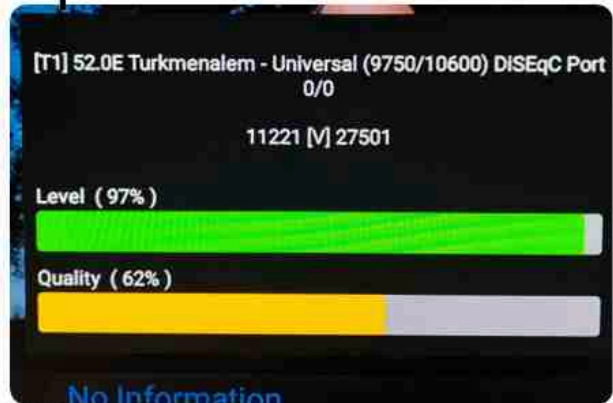 [T1] 52.0E Turkmenalem - Universal (9750/10600) DISEqC Port
0/0
11221 [V] 27501
Level ( 97% )
Quality ( 62% )
No Information